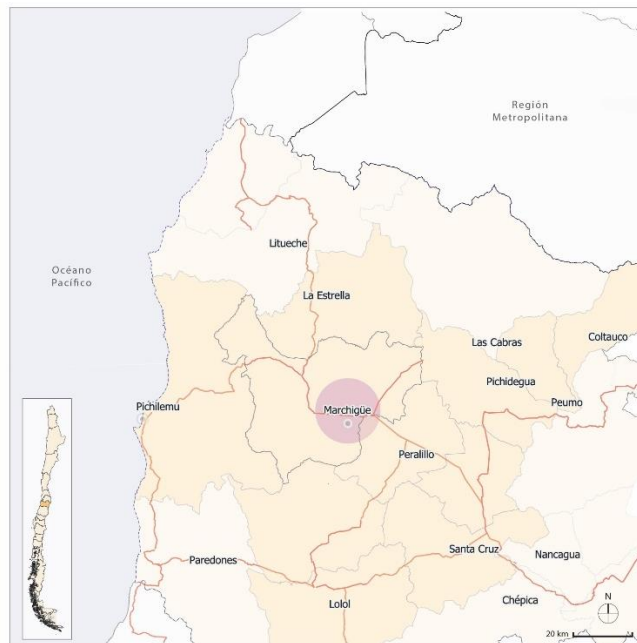 Región
Metropolitana
Litueche
Océano
Pacífico
La Estrella
Coltauco
Las Cabras
Pichidegua
Peumo
Pichilemu
Marchigüe
Peralillo
Santa Cruz
Nancagua
Paredones
Chépica
Lolol
N
20 km